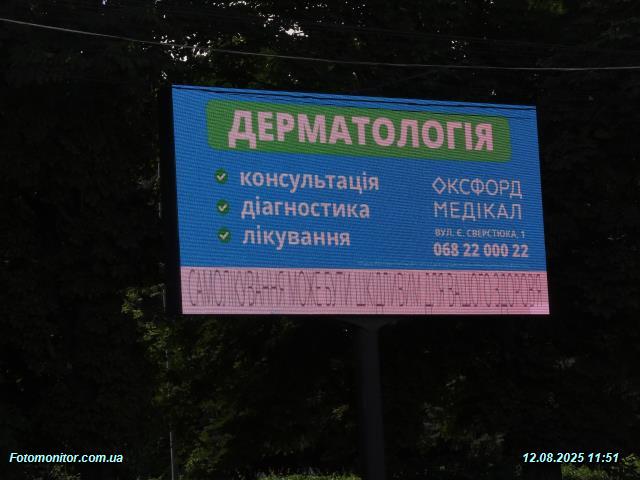 ДЕРМАТОЛОГІЯ
консультація
діагностика
лікування
ОКСФОРД
МЕДІКАЛ
ВУЛ. Є. СВЕРСТЮКА, 1
068 22 000 22
САМОЛІКУВАННЯ МОЖЕ БУТИ ШКІДЛИВИМ ДЛЯ ВАШОГО ЗДОРОВ'Я
Fotomonitor.com.ua
12.08.2025 11:51